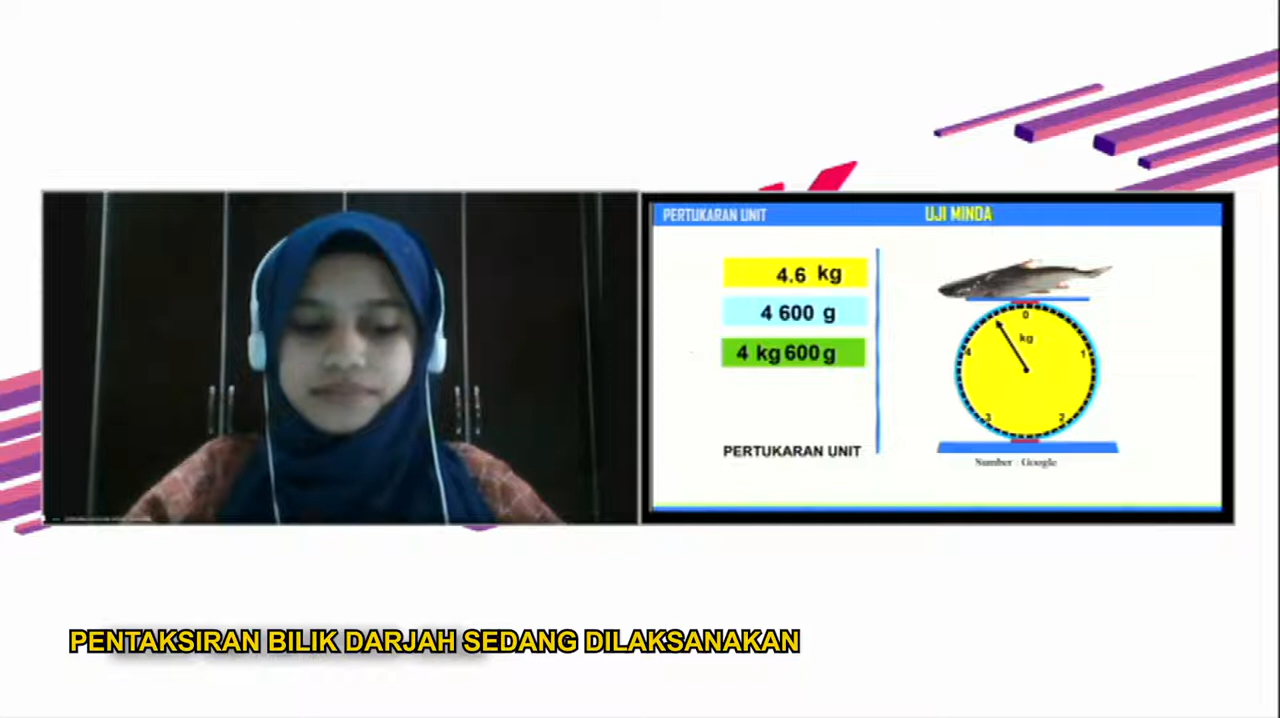 PERTUKARAN UNIT
UJI MINDA
4.6 kg
4 600 g
4 kg 600 g
PERTUKARAN UNIT
0
kg
1
2
3
4
Number : Google
PENTAKSIRAN BILIK DARJAH SEDANG DILAKSANAKAN